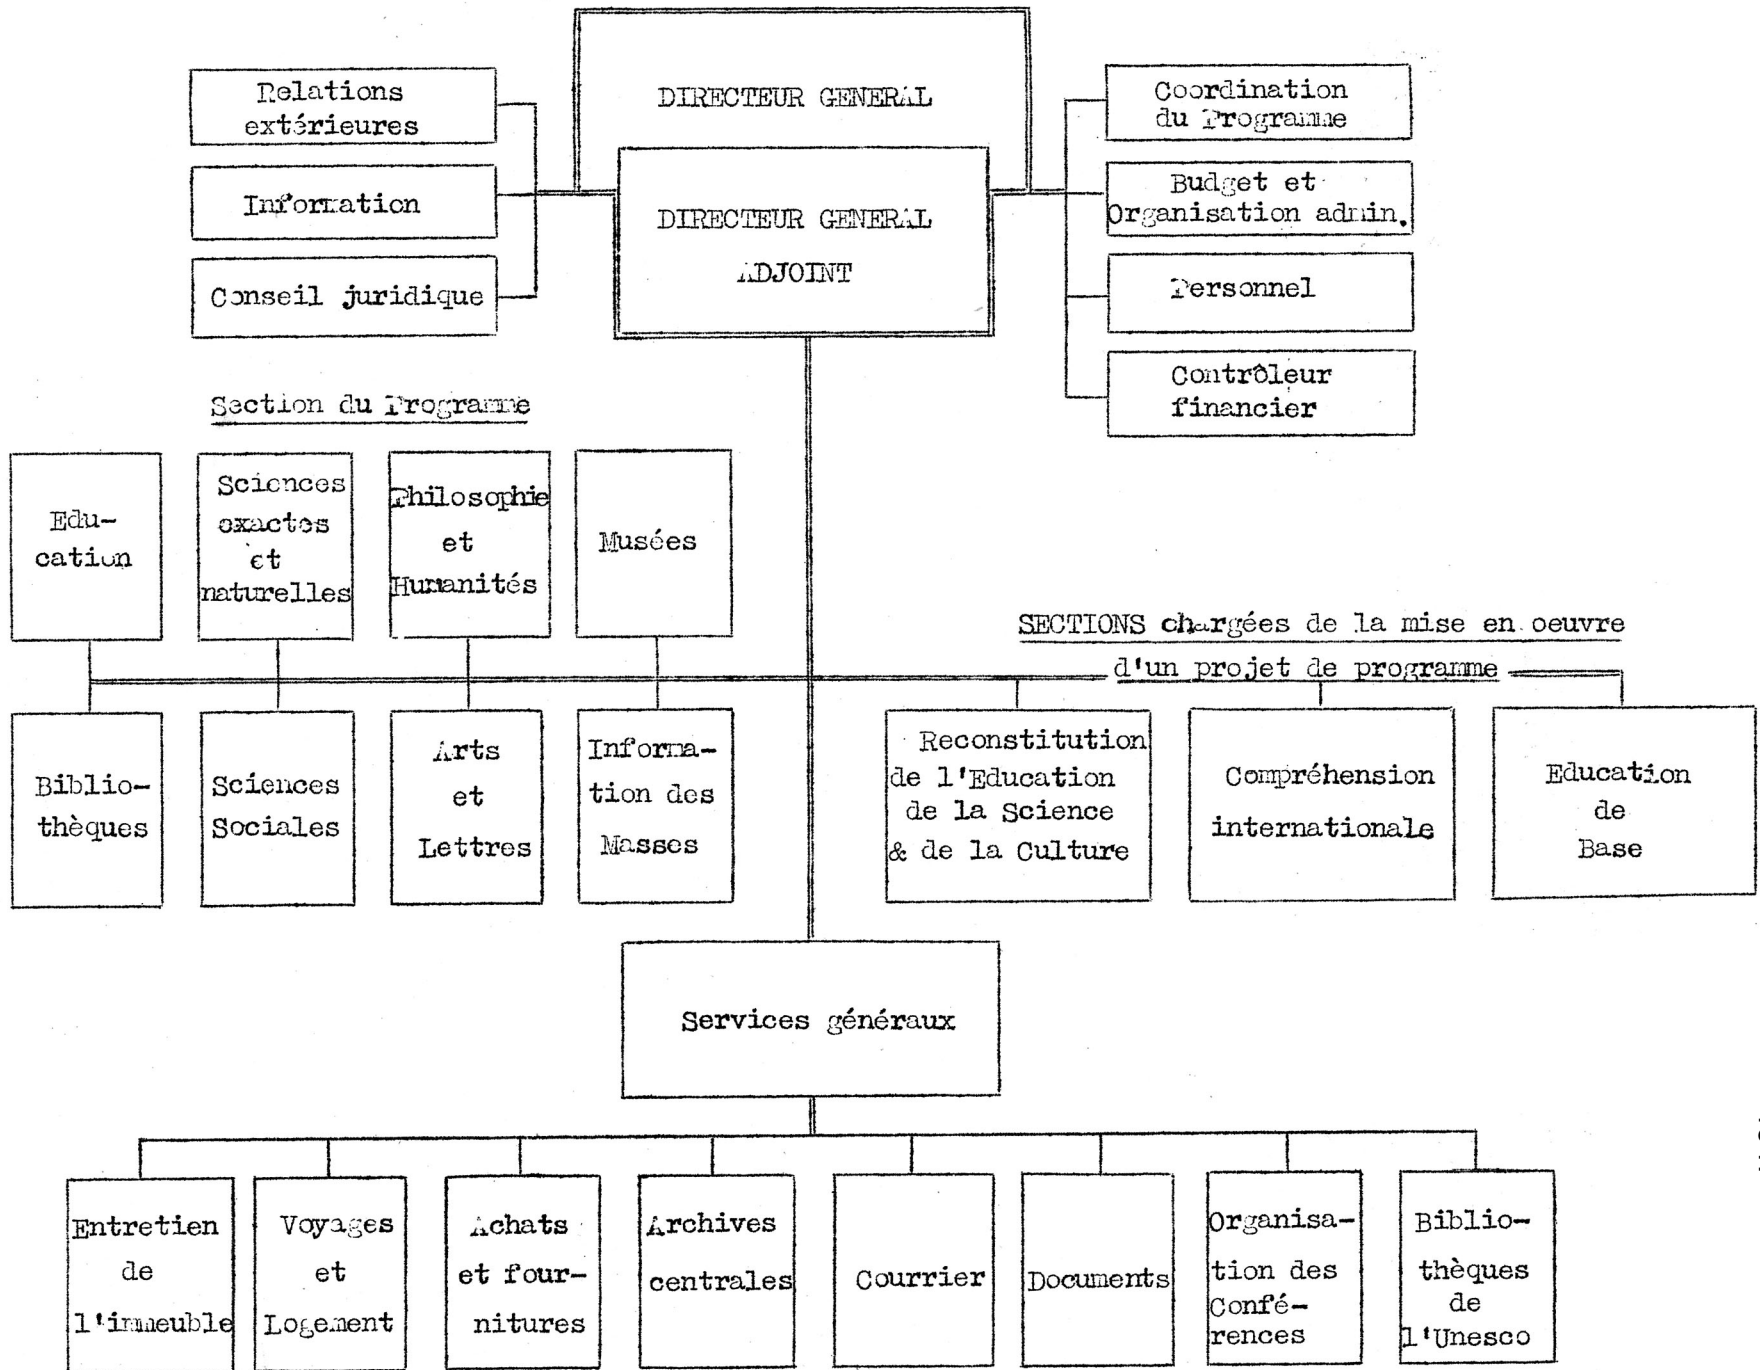 DIRECTEUR GENERAL
DIRECTEUR GENERAL
ADJOINT
Relations
extérieures
Information
Conseil juridique
Coordination
du Programme
Budget et
Organisation admin.
Personnel
Contrôleur
financier
Section du Programme
Edu-
cation
Sciences
exactes
et
naturelles
Philosophie
et
Humanités
Musées
Biblio-
thèques
Sciences
Sociales
Arts
et
Lettres
Informa-
tion des
Masses
SECTIONS chargées de la mise en oeuvre
d'un projet de programme
Reconstitution
de l'Education
de la Science
& de la Culture
Compréhension
internationale
Education
de
Base
Services généraux
Entretien
de
l'immeuble
Voyages
et
Logement
Achats
et four-
nitures
Archives
centrales
Courrier
Documents
Organisa-
tion des
Confé-
rences
Biblio-
thèques
de
l'Unesco